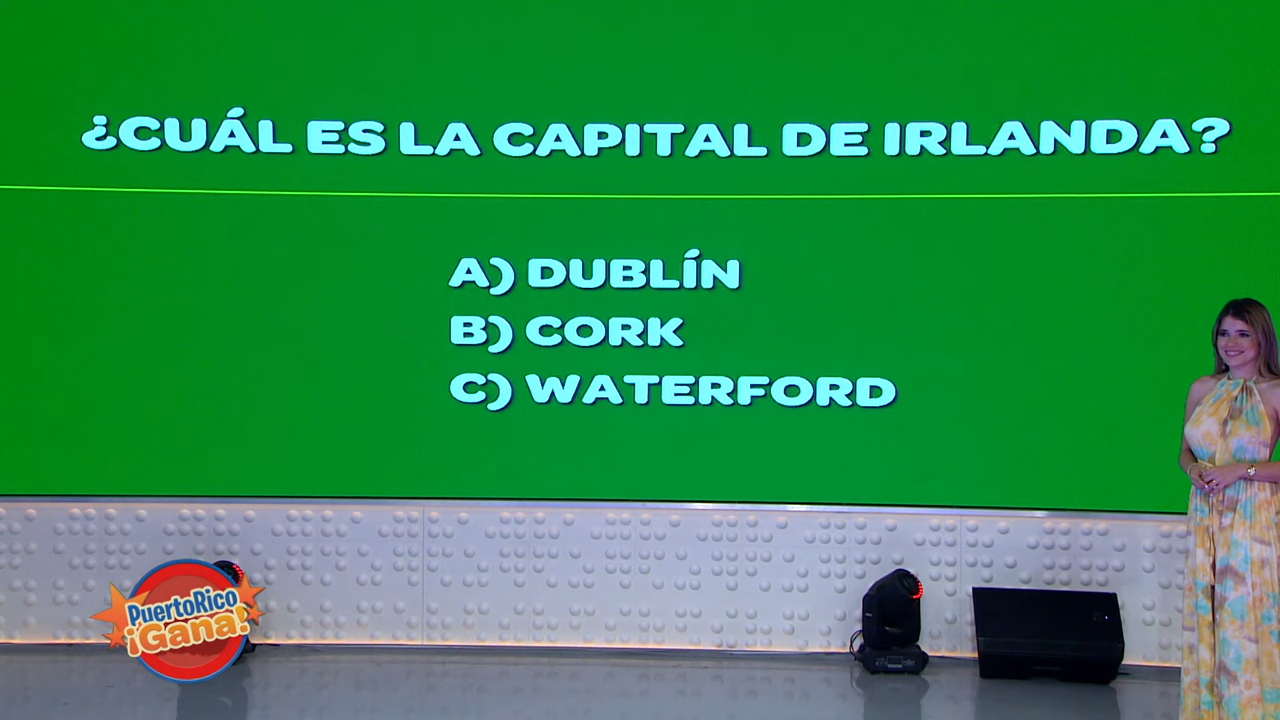 ¿CUÁL ES LA CAPITAL DE IRLANDA?
A) DUBLÍN
B) CORK
C) WATERFORD
PuertoRico
¡Gana!